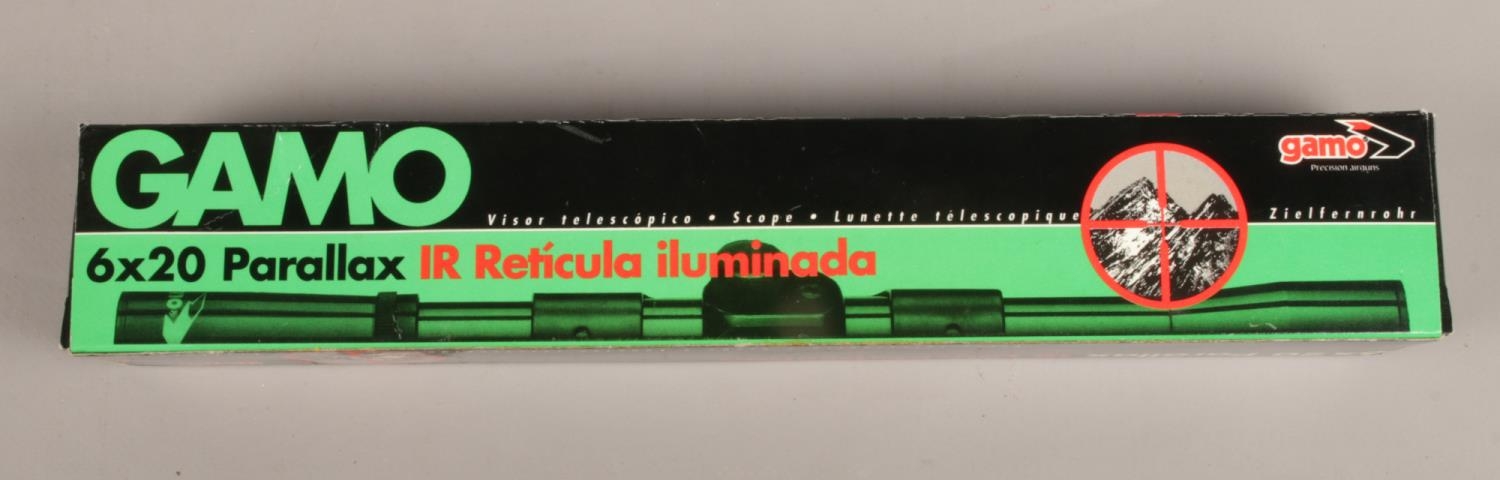 GAMO
Visor telescópico • Scope • Lunette télescopique
Zielfernrohr
gamo
Precision airguns
6x20 Parallax IR Retícula iluminada